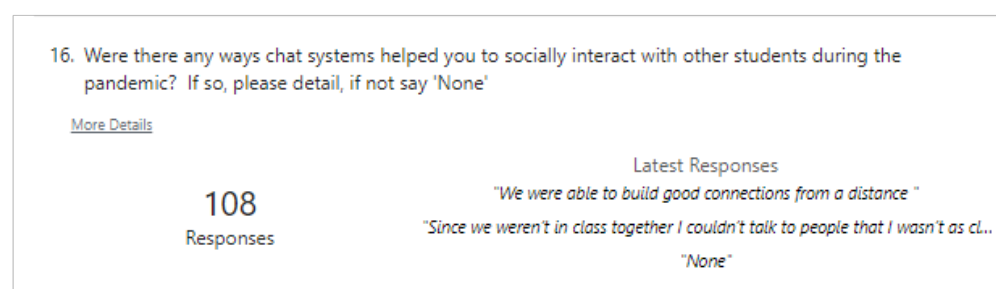 16. Were there any ways chat systems helped you to socially interact with other students during the
pandemic? If so, please detail, if not say 'None'
More Details
108
Responses
Latest Responses
"We were able to build good connections from a distance "
"Since we weren't in class together I couldn't talk to people that I wasn't as cl...
"None"